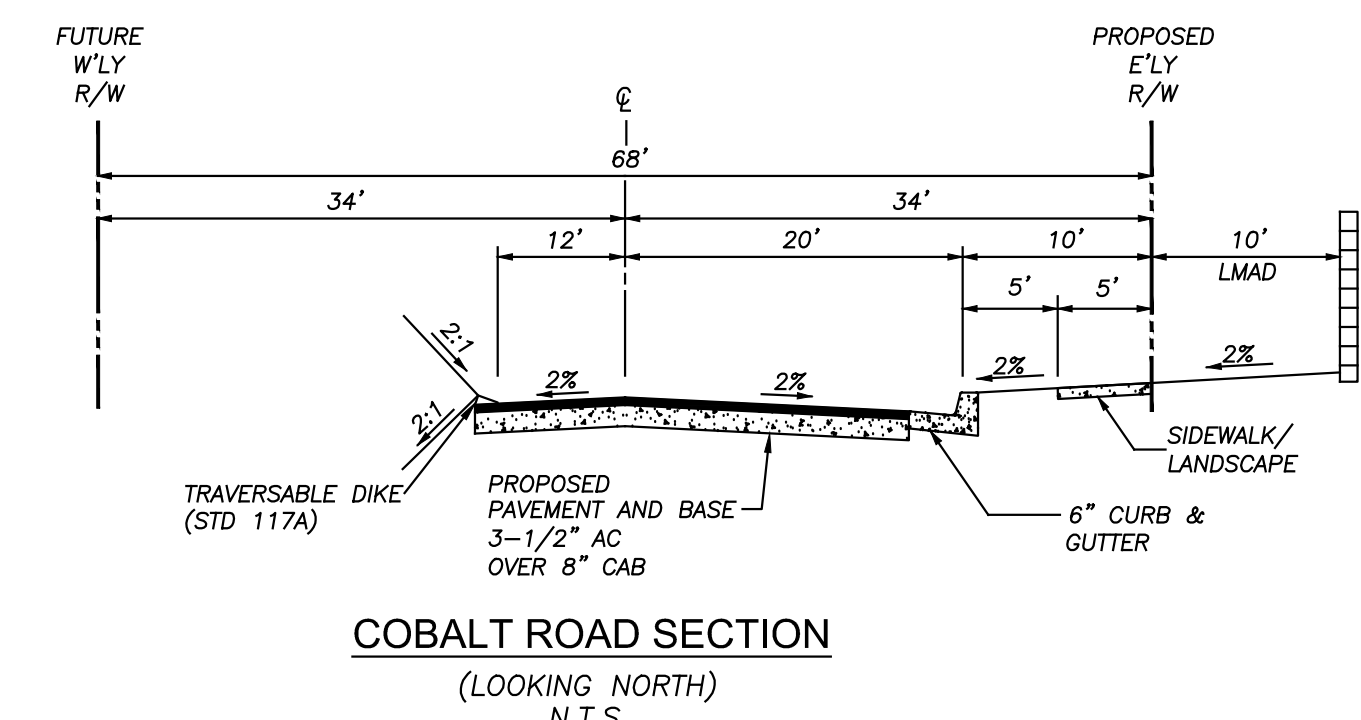 FUTURE
W'LY
R/W
PROPOSED
E'LY
R/W
℄
68'
34'
34'
12'
20'
10'
10'
LMAD
5'
5'
2:1
2:1
2%
2%
2%
2%
TRAVERSABLE DIKE
(STD 117A)
PROPOSED
PAVEMENT AND BASE
3-1/2" AC
OVER 8" CAB
SIDEWALK/
LANDSCAPE
6" CURB &
GUTTER
COBALT ROAD SECTION
(LOOKING NORTH)
N.T.S.